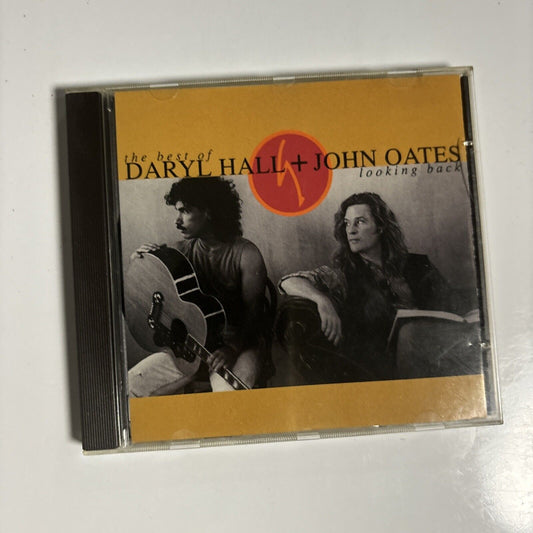 the best of
DARYL HALL + JOHN OATES
looking back